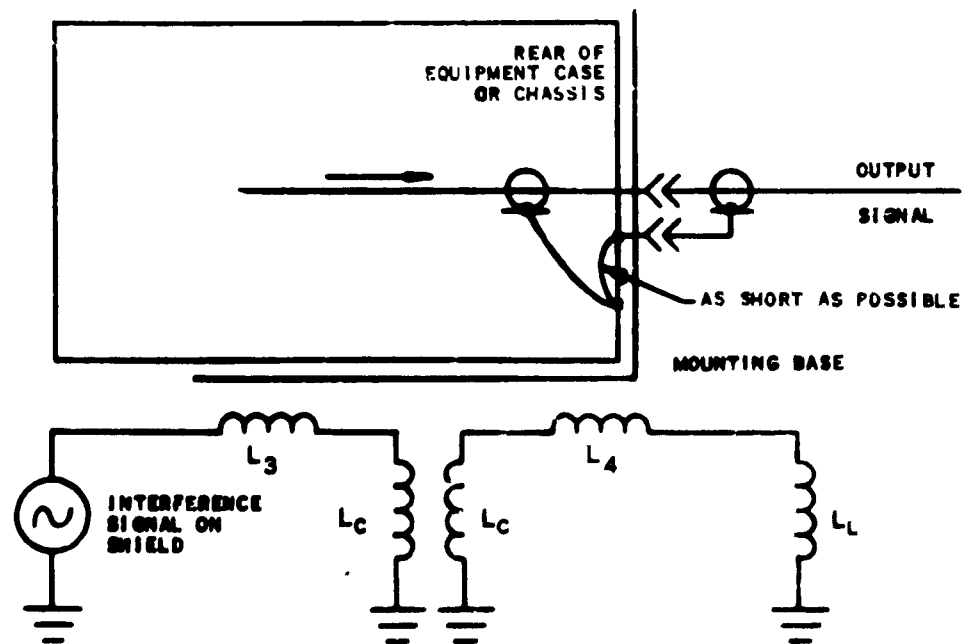 REAR OF
EQUIPMENT CASE
OR CHASSIS
OUTPUT
SIGNAL
AS SHORT AS POSSIBLE
MOUNTING BASE
L3
L4
INTERFERENCE
SIGNAL ON
SHIELD
LC
LC
LL